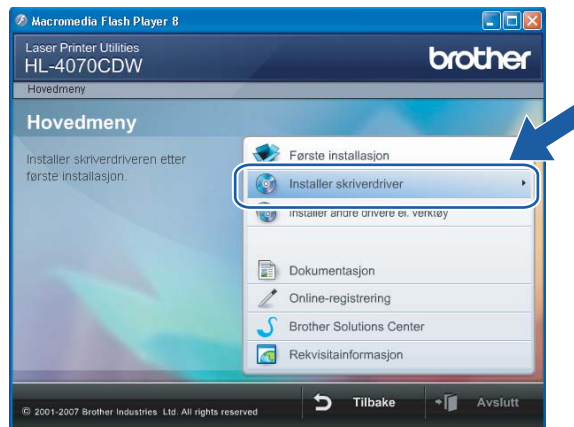 Macromedia Flash Player 8
Laser Printer Utilities
HL-4070CDW
brother
Hovedmeny
Hovedmeny
Installer skriverdriveren etter
første installasjon.
Første installasjon
Installer skriverdriver
Installer andre drivere el. verktøy
Dokumentasjon
Online-registrering
Brother Solutions Center
Rekvisitainformasjon
© 2001-2007 Brother Industries Ltd. All rights reserved
Tilbake
Avslutt